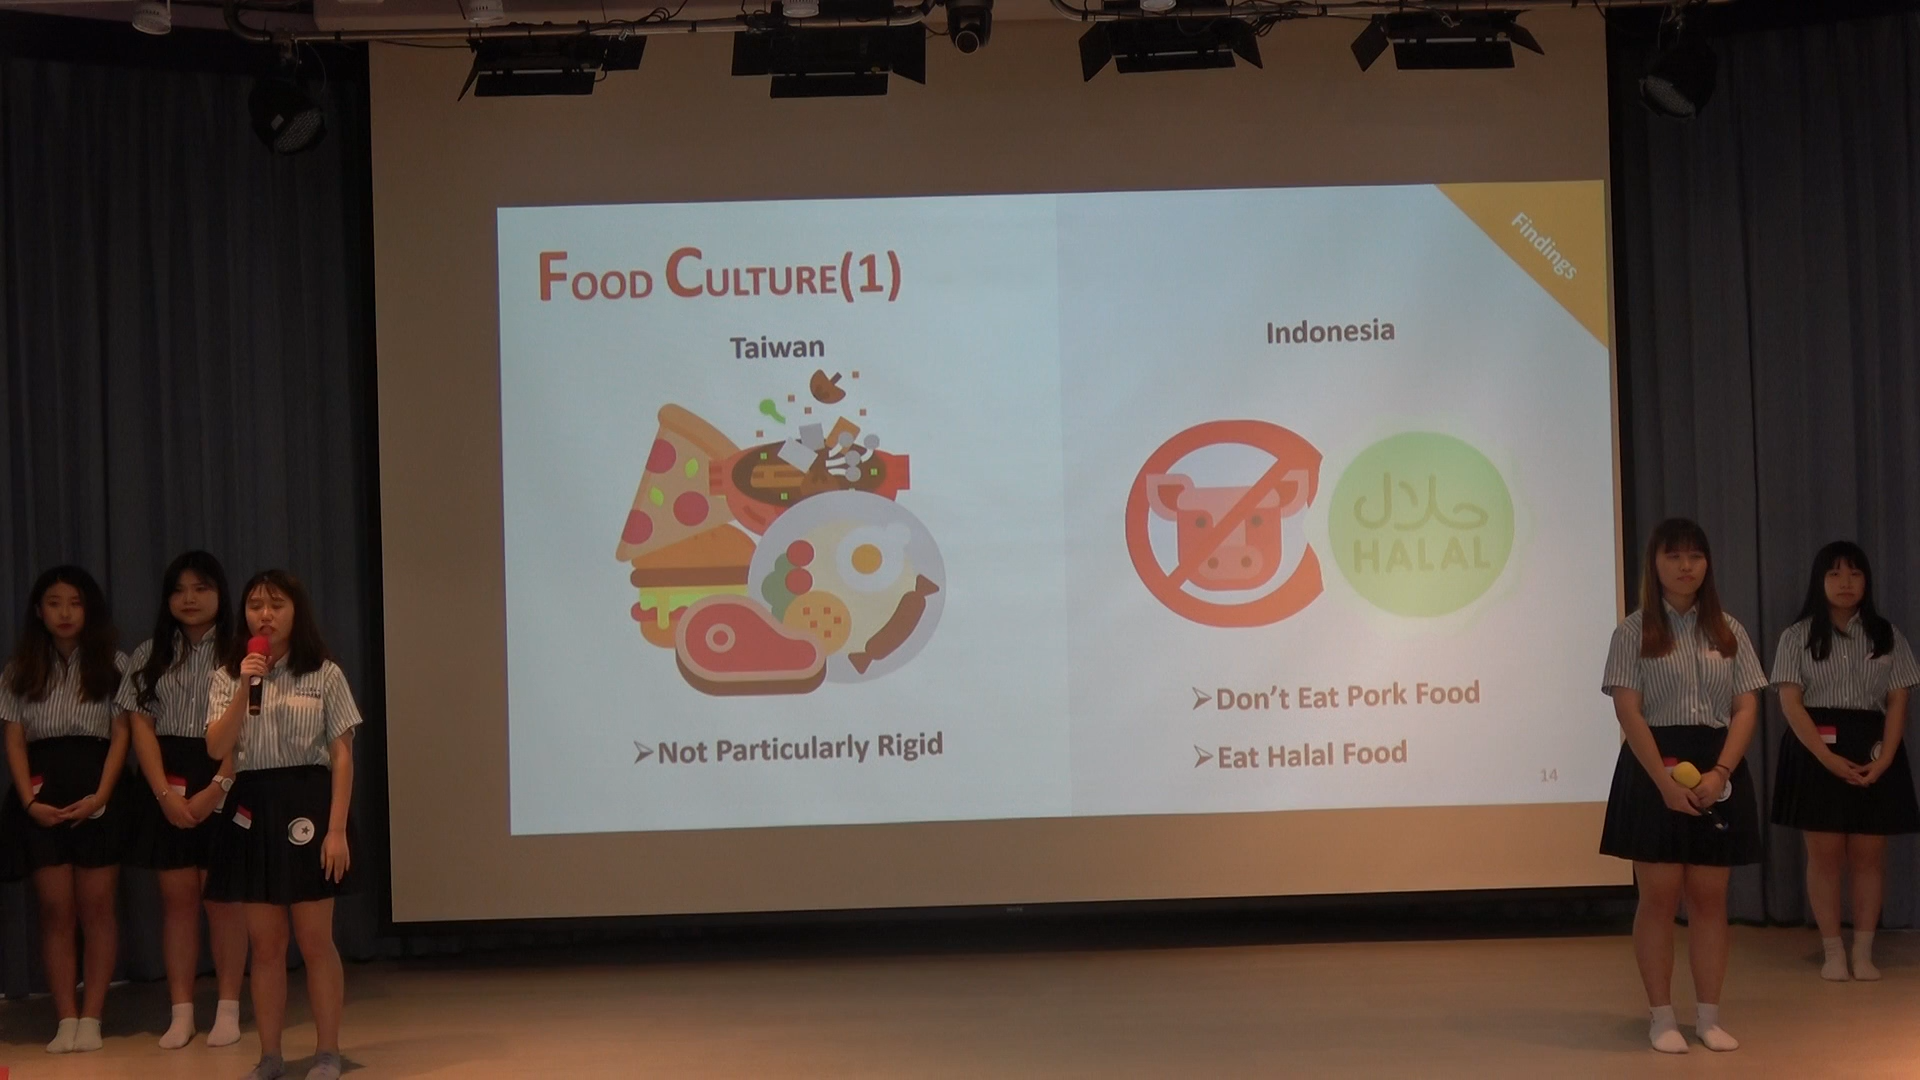 FOOD CULTURE(1)
Findings
Taiwan
Indonesia
حلال
HALAL
➢Not Particularly Rigid
➢Don’t Eat Pork Food
➢Eat Halal Food
14